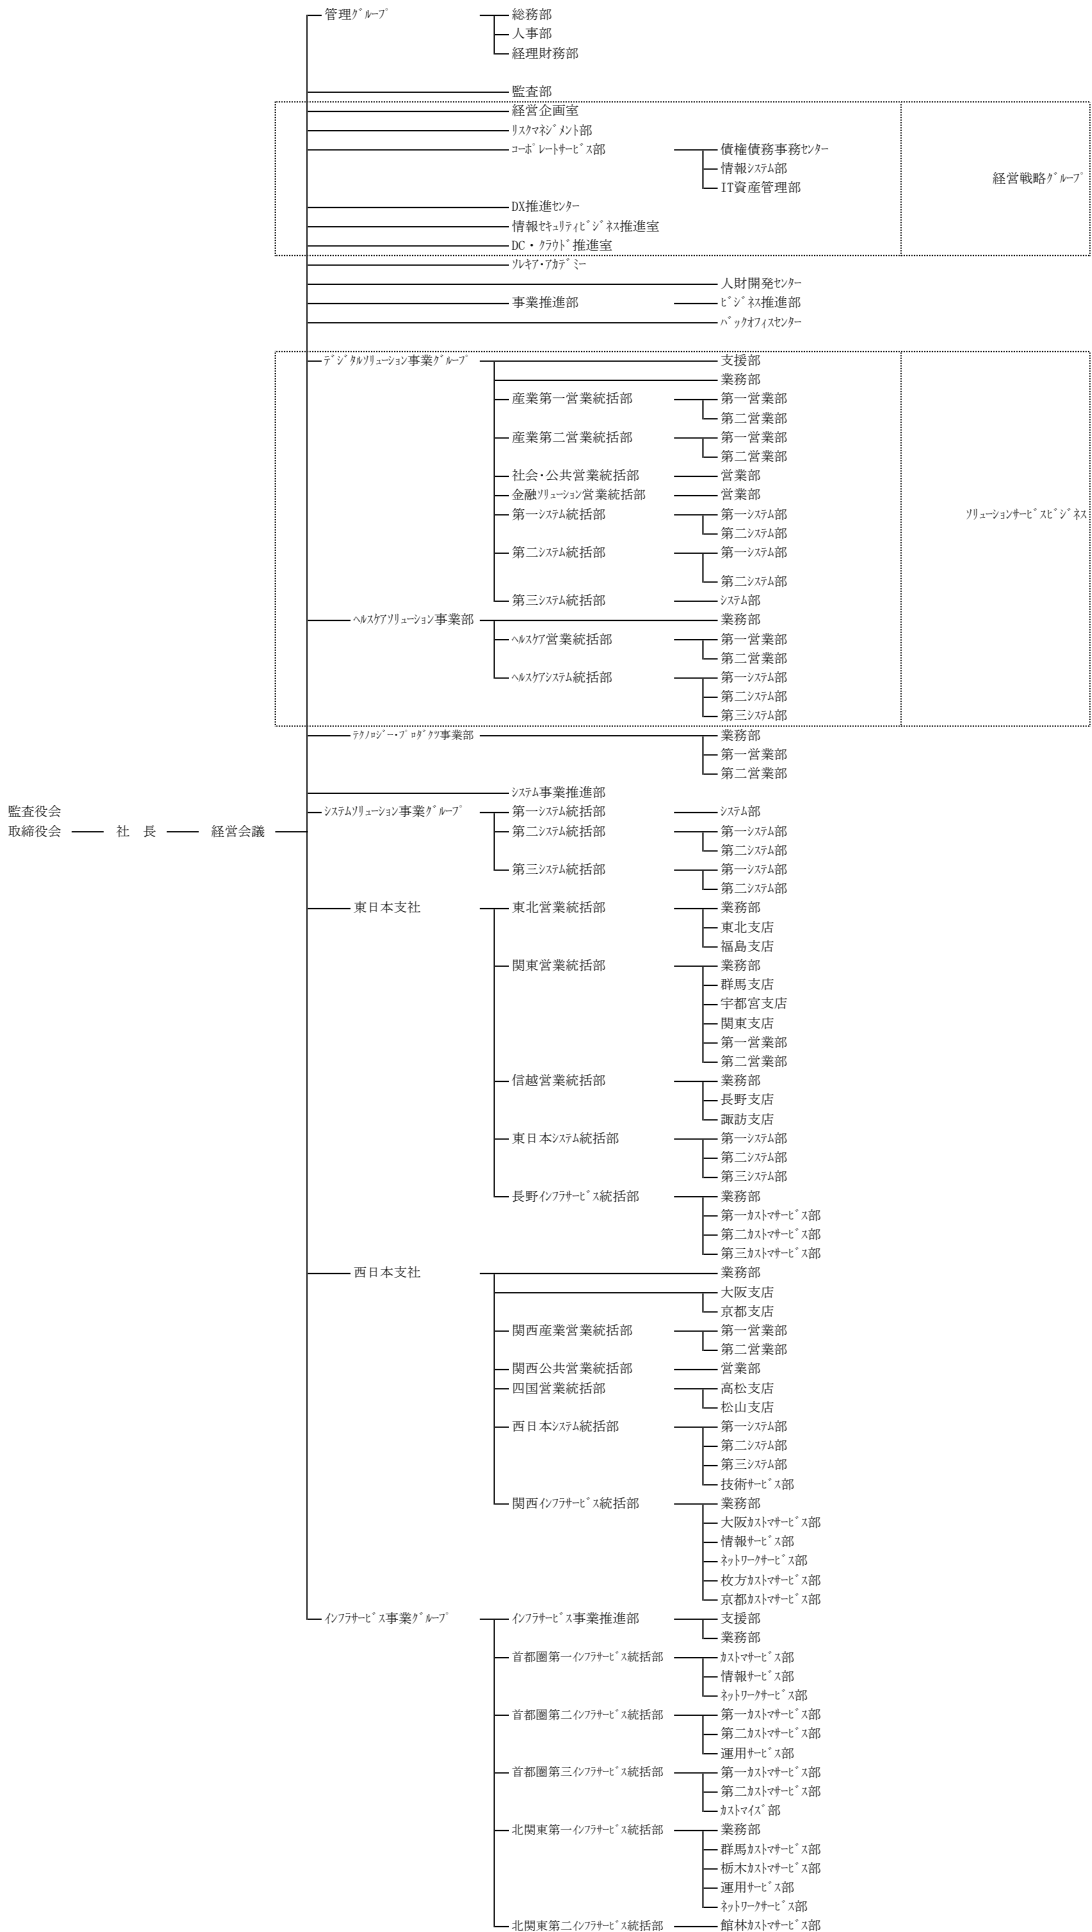 管理ｸﾞﾙｰﾌﾟ 総務部
人事部
経理財務部
監査部
経営企画室
ﾘｽｸﾏﾈｼﾞﾒﾝﾄ部
ｺｰﾎﾟﾚｰﾄｻｰﾋﾞｽ部 債権債務事務ｾﾝﾀｰ
情報ｼｽﾃﾑ部
経営戦略ｸﾞﾙｰﾌﾟ
IT資産管理部
DX推進ｾﾝﾀｰ
情報ｾｷｭﾘﾃｨﾋﾞｼﾞﾈｽ推進室
DC・ｸﾗｳﾄﾞ推進室
ｿﾚｷｱ・ｱｶﾃﾞﾐｰ
人財開発ｾﾝﾀｰ
事業推進部 ﾋﾞｼﾞﾈｽ推進部
ﾊﾞｯｸｵﾌｨｽｾﾝﾀｰ
ﾃﾞｼﾞﾀﾙｿﾘｭｰｼｮﾝ事業ｸﾞﾙｰﾌﾟ 支援部
業務部
産業第一営業統括部 第一営業部
第二営業部
産業第二営業統括部 第一営業部
第二営業部
社会・公共営業統括部 営業部
金融ｿﾘｭｰｼｮﾝ営業統括部 営業部
第一ｼｽﾃﾑ統括部 第一ｼｽﾃﾑ部 ｿﾘｭｰｼｮﾝｻｰﾋﾞｽﾋﾞｼﾞﾈｽ
第二ｼｽﾃﾑ部
第二ｼｽﾃﾑ統括部 第一ｼｽﾃﾑ部
第二ｼｽﾃﾑ部
第三ｼｽﾃﾑ統括部 ｼｽﾃﾑ部
ﾍﾙｽｹｱｿﾘｭｰｼｮﾝ事業部 業務部
ﾍﾙｽｹｱ営業統括部 第一営業部
第二営業部
ﾍﾙｽｹｱｼｽﾃﾑ統括部 第一ｼｽﾃﾑ部
第二ｼｽﾃﾑ部
第三ｼｽﾃﾑ部
ﾃｸﾉﾛｼﾞｰ・ﾌﾟﾛﾀﾞｸﾂ事業部 業務部
第一営業部
第二営業部
ｼｽﾃﾑ事業推進部
監査役会 ｼｽﾃﾑｿﾘｭｰｼｮﾝ事業ｸﾞﾙｰﾌﾟ 第一ｼｽﾃﾑ統括部 ｼｽﾃﾑ部
取締役会 社 長 経営会議 第二ｼｽﾃﾑ統括部 第一ｼｽﾃﾑ部
第二ｼｽﾃﾑ部
第三ｼｽﾃﾑ統括部 第一ｼｽﾃﾑ部
第二ｼｽﾃﾑ部
東日本支社 東北営業統括部 業務部
東北支店
福島支店
関東営業統括部 業務部
群馬支店
宇都宮支店
関東支店
第一営業部
第二営業部
信越営業統括部 業務部
長野支店
諏訪支店
東日本ｼｽﾃﾑ統括部 第一ｼｽﾃﾑ部
第二ｼｽﾃﾑ部
第三ｼｽﾃﾑ部
長野ｲﾝﾌﾗｻｰﾋﾞｽ統括部 業務部
第一ｶｽﾄﾏｻｰﾋﾞｽ部
第二ｶｽﾄﾏｻｰﾋﾞｽ部
第三ｶｽﾄﾏｻｰﾋﾞｽ部
西日本支社 業務部
大阪支店
京都支店
関西産業営業統括部 第一営業部
第二営業部
関西公共営業統括部 営業部
四国営業統括部 高松支店
松山支店
西日本ｼｽﾃﾑ統括部 第一ｼｽﾃﾑ部
第二ｼｽﾃﾑ部
第三ｼｽﾃﾑ部
技術ｻｰﾋﾞｽ部
関西ｲﾝﾌﾗｻｰﾋﾞｽ統括部 業務部
大阪ｶｽﾄﾏｻｰﾋﾞｽ部
情報ｻｰﾋﾞｽ部
ﾈｯﾄﾜｰｸｻｰﾋﾞｽ部
枚方ｶｽﾄﾏｻｰﾋﾞｽ部
京都ｶｽﾄﾏｻｰﾋﾞｽ部
ｲﾝﾌﾗｻｰﾋﾞｽ事業ｸﾞﾙｰﾌﾟ ｲﾝﾌﾗｻｰﾋﾞｽ事業推進部 支援部
業務部
首都圏第一ｲﾝﾌﾗｻｰﾋﾞｽ統括部 ｶｽﾄﾏｻｰﾋﾞｽ部
情報ｻｰﾋﾞｽ部
ﾈｯﾄﾜｰｸｻｰﾋﾞｽ部
首都圏第二ｲﾝﾌﾗｻｰﾋﾞｽ統括部 第一ｶｽﾄﾏｻｰﾋﾞｽ部
第二ｶｽﾄﾏｻｰﾋﾞｽ部
運用ｻｰﾋﾞｽ部
首都圏第三ｲﾝﾌﾗｻｰﾋﾞｽ統括部 第一ｶｽﾄﾏｻｰﾋﾞｽ部
第二ｶｽﾄﾏｻｰﾋﾞｽ部
ｶｽﾄﾏｲｽﾞ部
北関東第一ｲﾝﾌﾗｻｰﾋﾞｽ統括部 業務部
群馬ｶｽﾄﾏｻｰﾋﾞｽ部
栃木ｶｽﾄﾏｻｰﾋﾞｽ部
運用ｻｰﾋﾞｽ部
ﾈｯﾄﾜｰｸｻｰﾋﾞｽ部
北関東第二ｲﾝﾌﾗｻｰﾋﾞｽ統括部 館林ｶｽﾄﾏｻｰﾋﾞｽ部